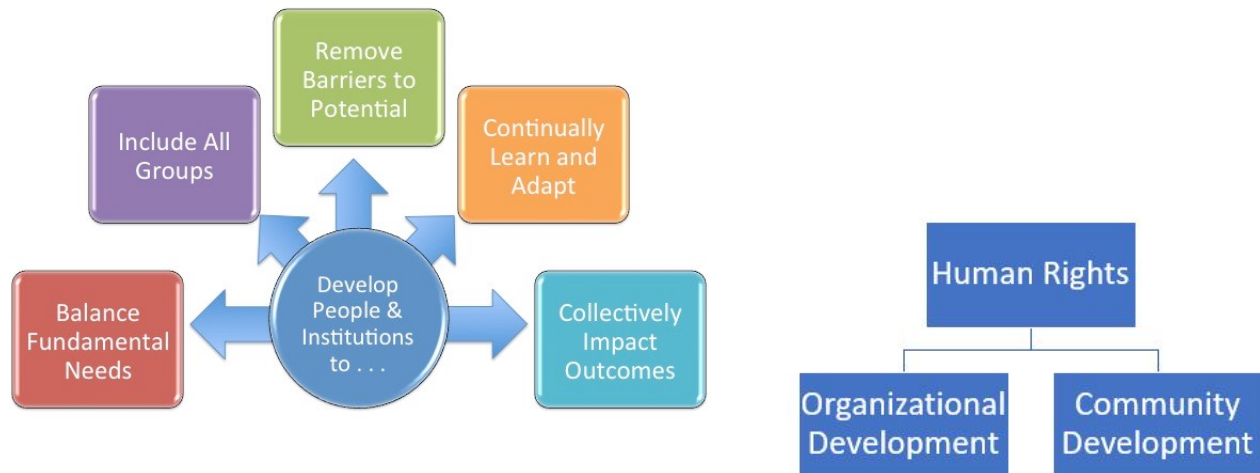 Remove
Barriers to
Potential
Include All
Groups
Continually
Learn and
Adapt
Balance
Fundamental
Needs
Develop
People &
Institutions
to . . .
Collectively
Impact
Outcomes
Human Rights
Organizational
Development
Community
Development